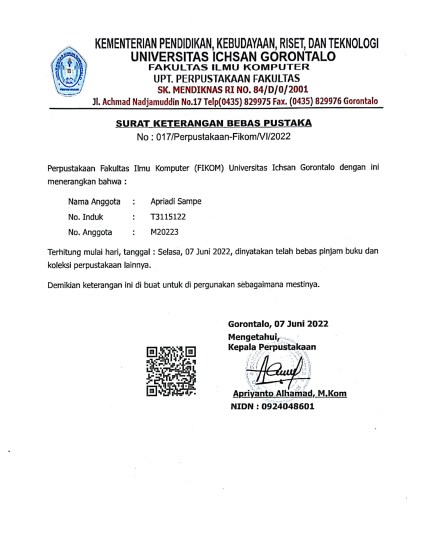 KEMENTERIAN PENDIDIKAN, KEBUDAYAAN, RISET, DAN TEKNOLOGI
UNIVERSITAS ICHSAN GORONTALO
FAKULTAS ILMU KOMPUTER
UPT. PERPUSTAKAAN FAKULTAS
SK. MENDIKNAS RI NO. 84/D/0/2001
Jl. Achmad Nadjamuddin No.17 Telp(0435) 829975 Fax. (0435) 829976 Gorontalo
SURAT KETERANGAN BEBAS PUSTAKA
No : 017/Perpustakaan-Fikom/VI/2022
Perpustakaan Fakultas Ilmu Komputer (FIKOM) Universitas Ichsan Gorontalo dengan ini
menerangkan bahwa :
Nama Anggota : Apriadi Sampe
No. Induk : T3115122
No. Anggota : M20223
Terhitung mulai hari, tanggal : Selasa, 07 Juni 2022, dinyatakan telah bebas pinjam buku dan
koleksi perpustakaan lainnya.
Demikian keterangan ini di buat untuk di pergunakan sebagaimana mestinya.
Gorontalo, 07 Juni 2022
Mengetahui,
Kepala Perpustakaan
Apriyanto Alhamad, M.Kom
NIDN : 0924048601